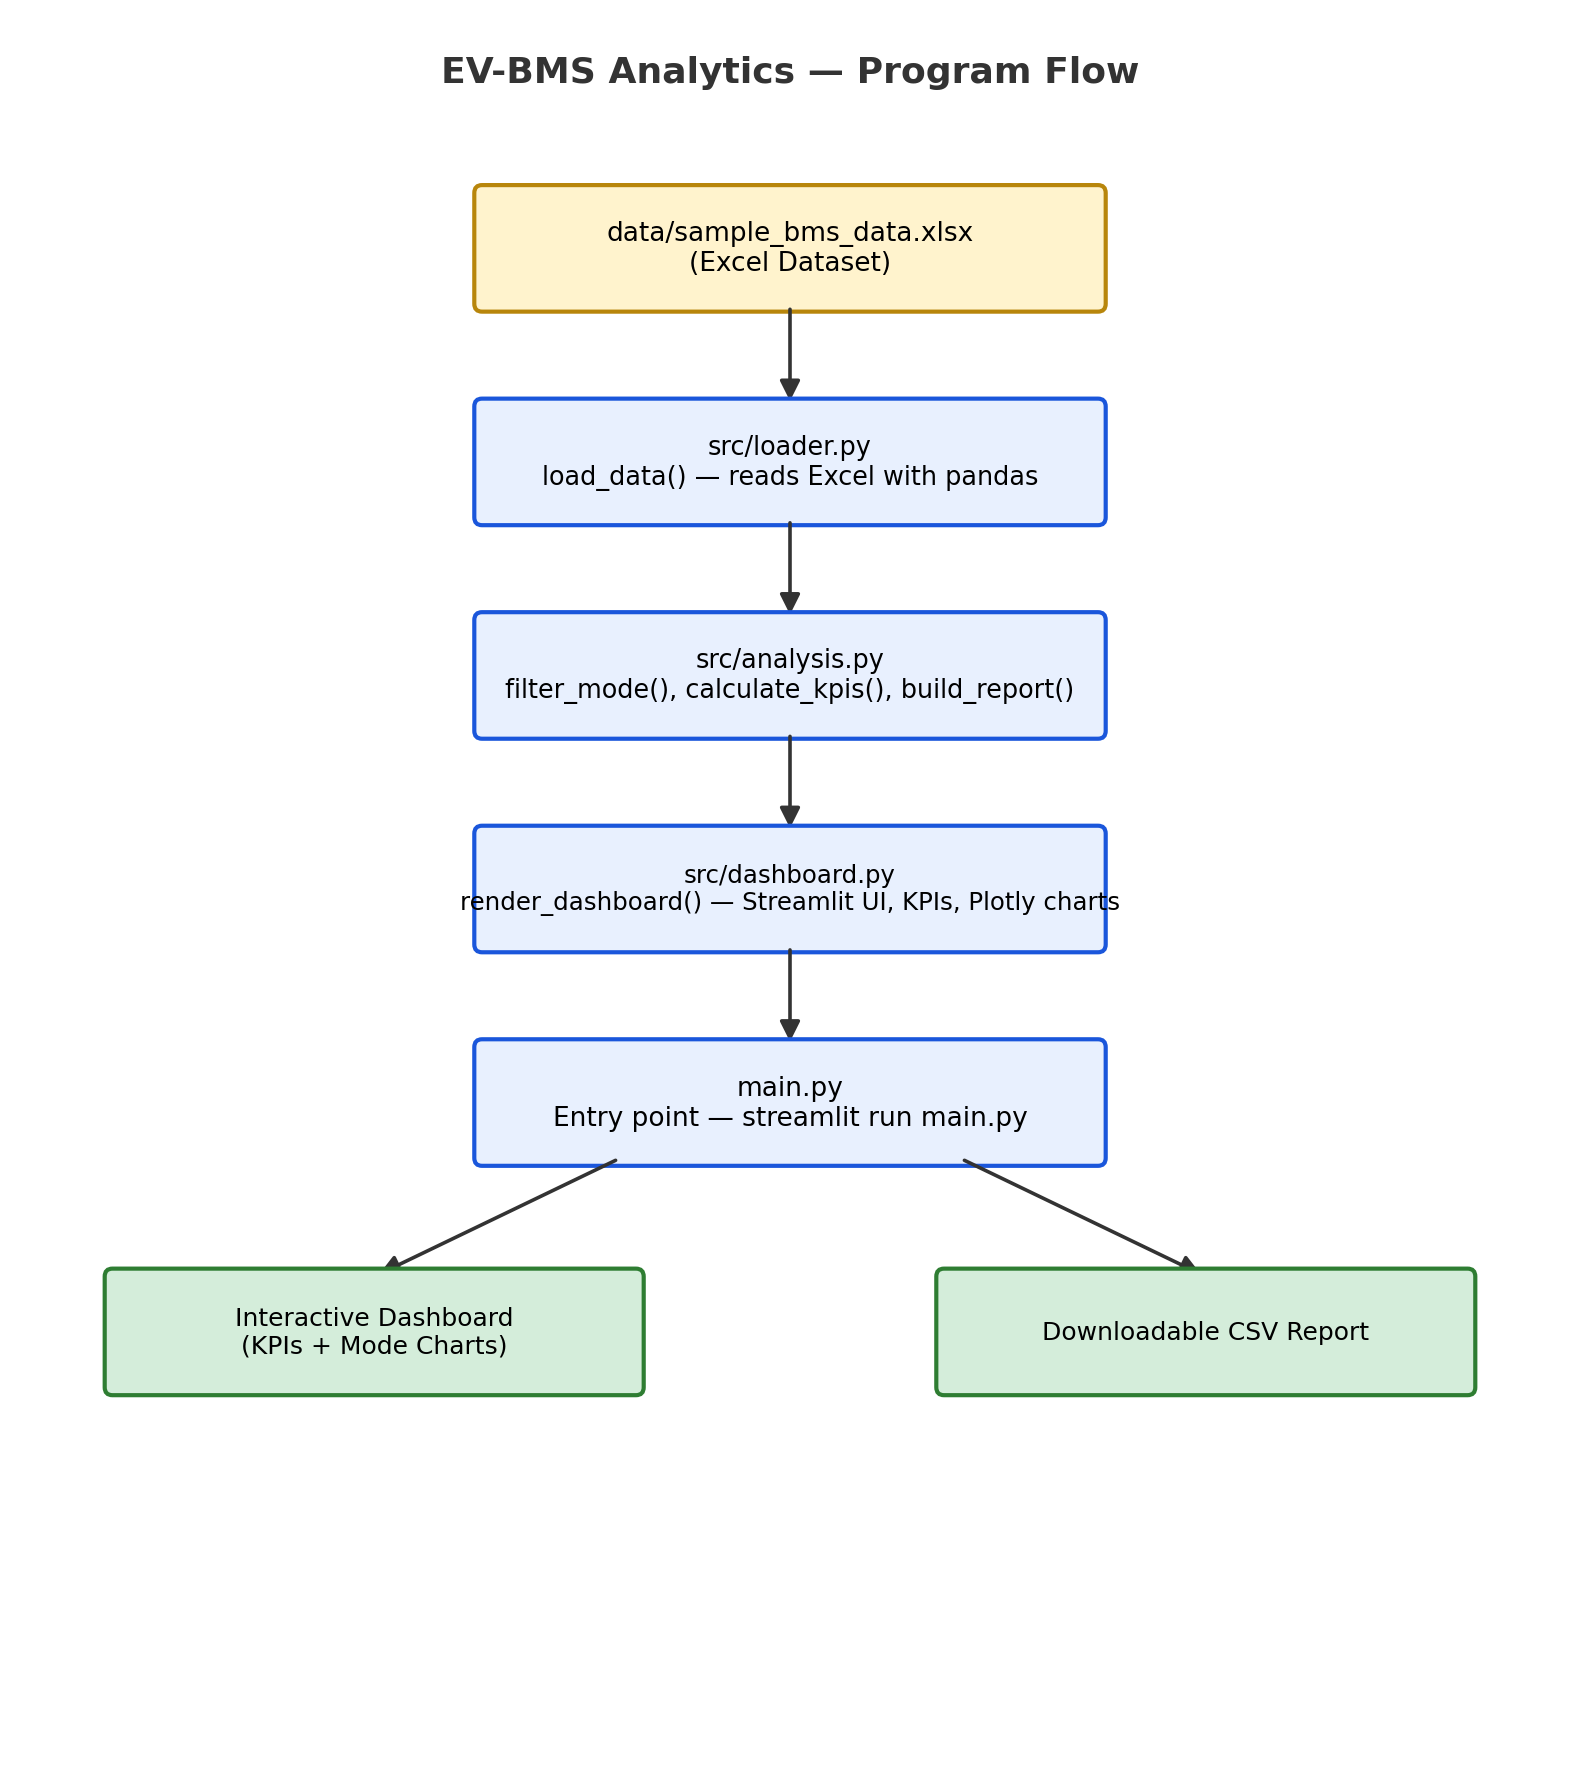 EV-BMS Analytics — Program Flow
data/sample_bms_data.xlsx
(Excel Dataset)
src/loader.py
load_data() — reads Excel with pandas
src/analysis.py
filter_mode(), calculate_kpis(), build_report()
src/dashboard.py
render_dashboard() — Streamlit UI, KPIs, Plotly charts
main.py
Entry point — streamlit run main.py
Interactive Dashboard
(KPIs + Mode Charts)
Downloadable CSV Report